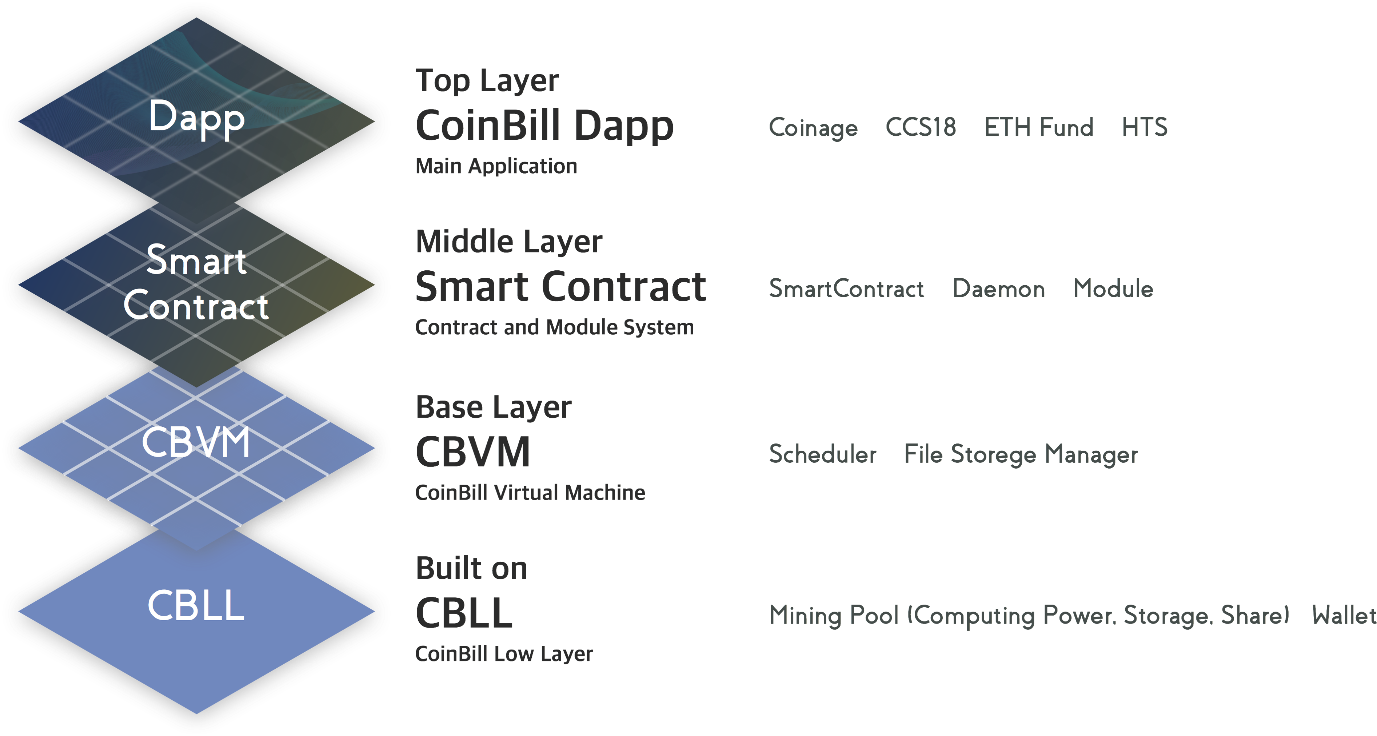 Dapp
Top Layer
CoinBill Dapp
Main Application
Coinage CCS18 ETH Fund HTS
Smart
Contract
Middle Layer
Smart Contract
Contract and Module System
SmartContract Daemon Module
CBVM
Base Layer
CBVM
CoinBill Virtual Machine
Scheduler File Storege Manager
CBLL
Built on
CBLL
CoinBill Low Layer
Mining Pool (Computing Power, Storage, Share) Wallet